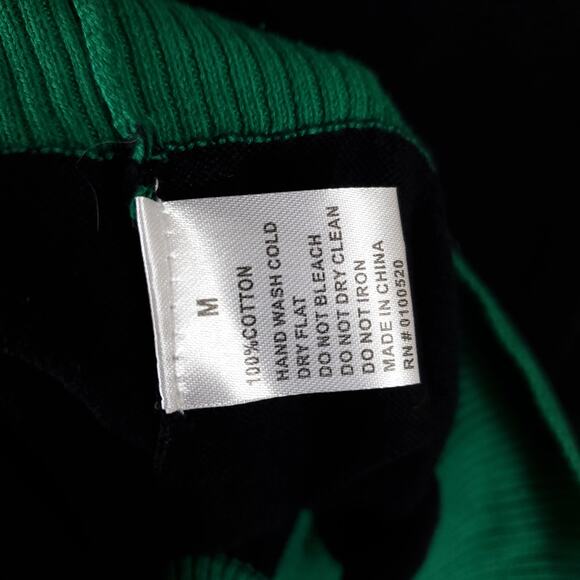 M
100%COTTON
HAND WASH COLD
DRY FLAT
DO NOT BLEACH
DO NOT DRY CLEAN
DO NOT IRON
MADE IN CHINA
RN # 0100520